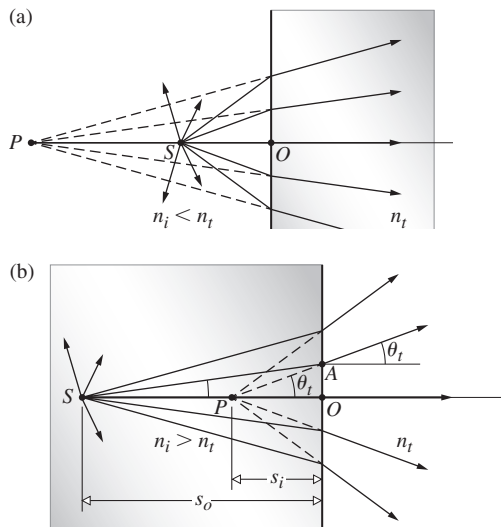 (a)
P
S
O
n_i < n_t
n_t
(b)
θ_t
A
θ_t
S
P
O
n_i > n_t
n_t
s_i
s_o